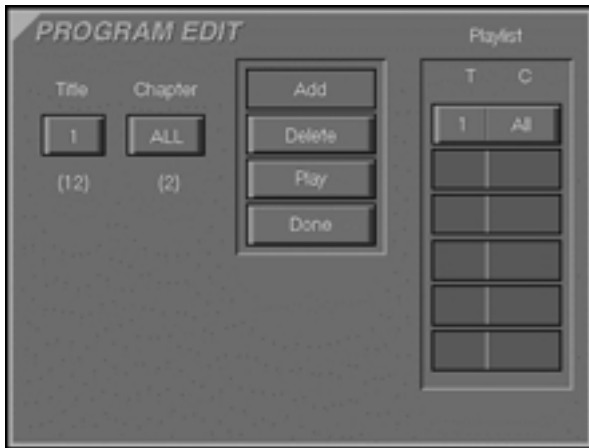 PROGRAM EDIT
Playlist
Title Chapter
T C
1 ALL
(12) (2)
Add
Delete
Play
Done
1 All